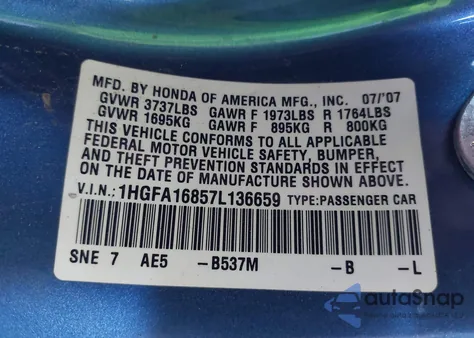 MFD. BY HONDA OF AMERICA MFG., INC. 07/'07
GVWR 3737LBS GAWR F 1973LBS R 1764LBS
GVWR 1695KG GAWR F 895KG R 800KG
THIS VEHICLE CONFORMS TO ALL APPLICABLE
FEDERAL MOTOR VEHICLE SAFETY, BUMPER,
AND THEFT PREVENTION STANDARDS IN EFFECT
ON THE DATE OF MANUFACTURE SHOWN ABOVE.
V.I.N.: 1HGFA16857L136659 TYPE:PASSENGER CAR
SNE 7 AE5 -B537M -B -L
autoSnap